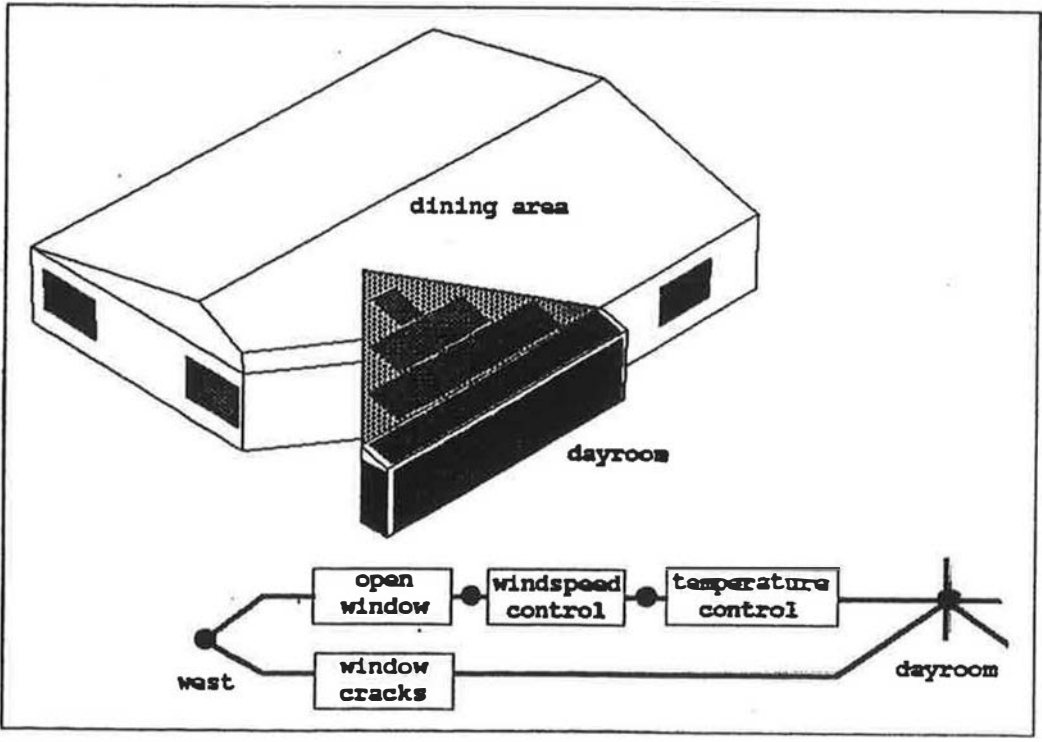 dining area
dayroom
open
window
windspeed
control
temperature
control
west
window
cracks
dayroom